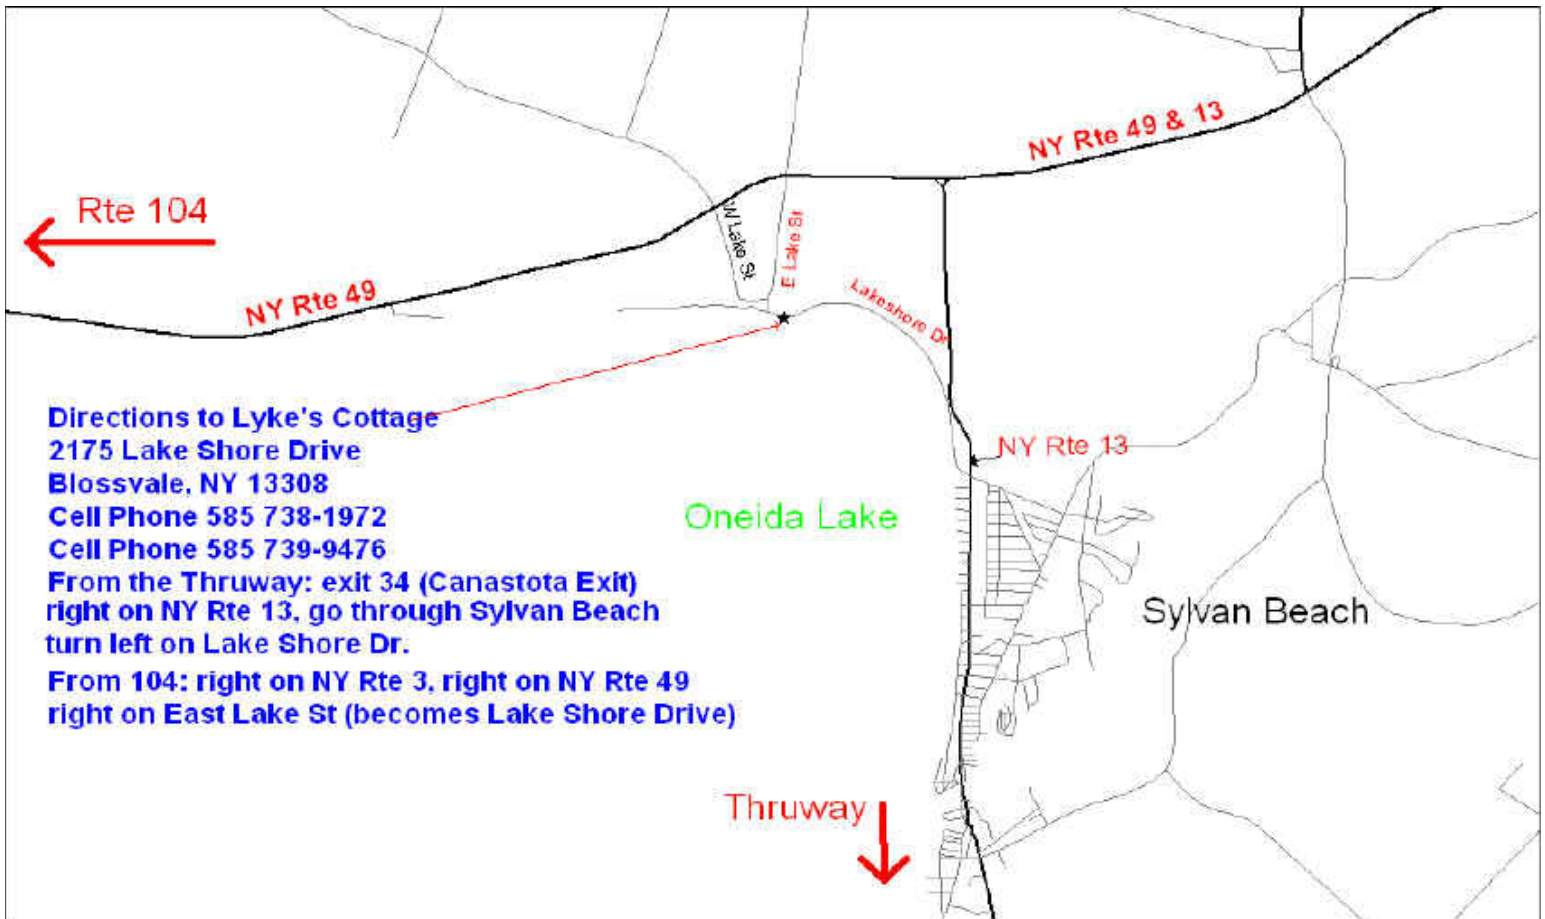 NY Rte 49 & 13
Rte 104
W Lake St
E Lake St
NY Rte 49
Lakeshore Dr
Directions to Lyke's Cottage
2175 Lake Shore Drive
Blossvale, NY 13308
Cell Phone 585 738-1972
Cell Phone 585 739-9476
From the Thruway: exit 34 (Canastota Exit)
right on NY Rte 13, go through Sylvan Beach
turn left on Lake Shore Dr.
From 104: right on NY Rte 3, right on NY Rte 49
right on East Lake St (becomes Lake Shore Drive)
NY Rte 13
Oneida Lake
Sylvan Beach
Thruway